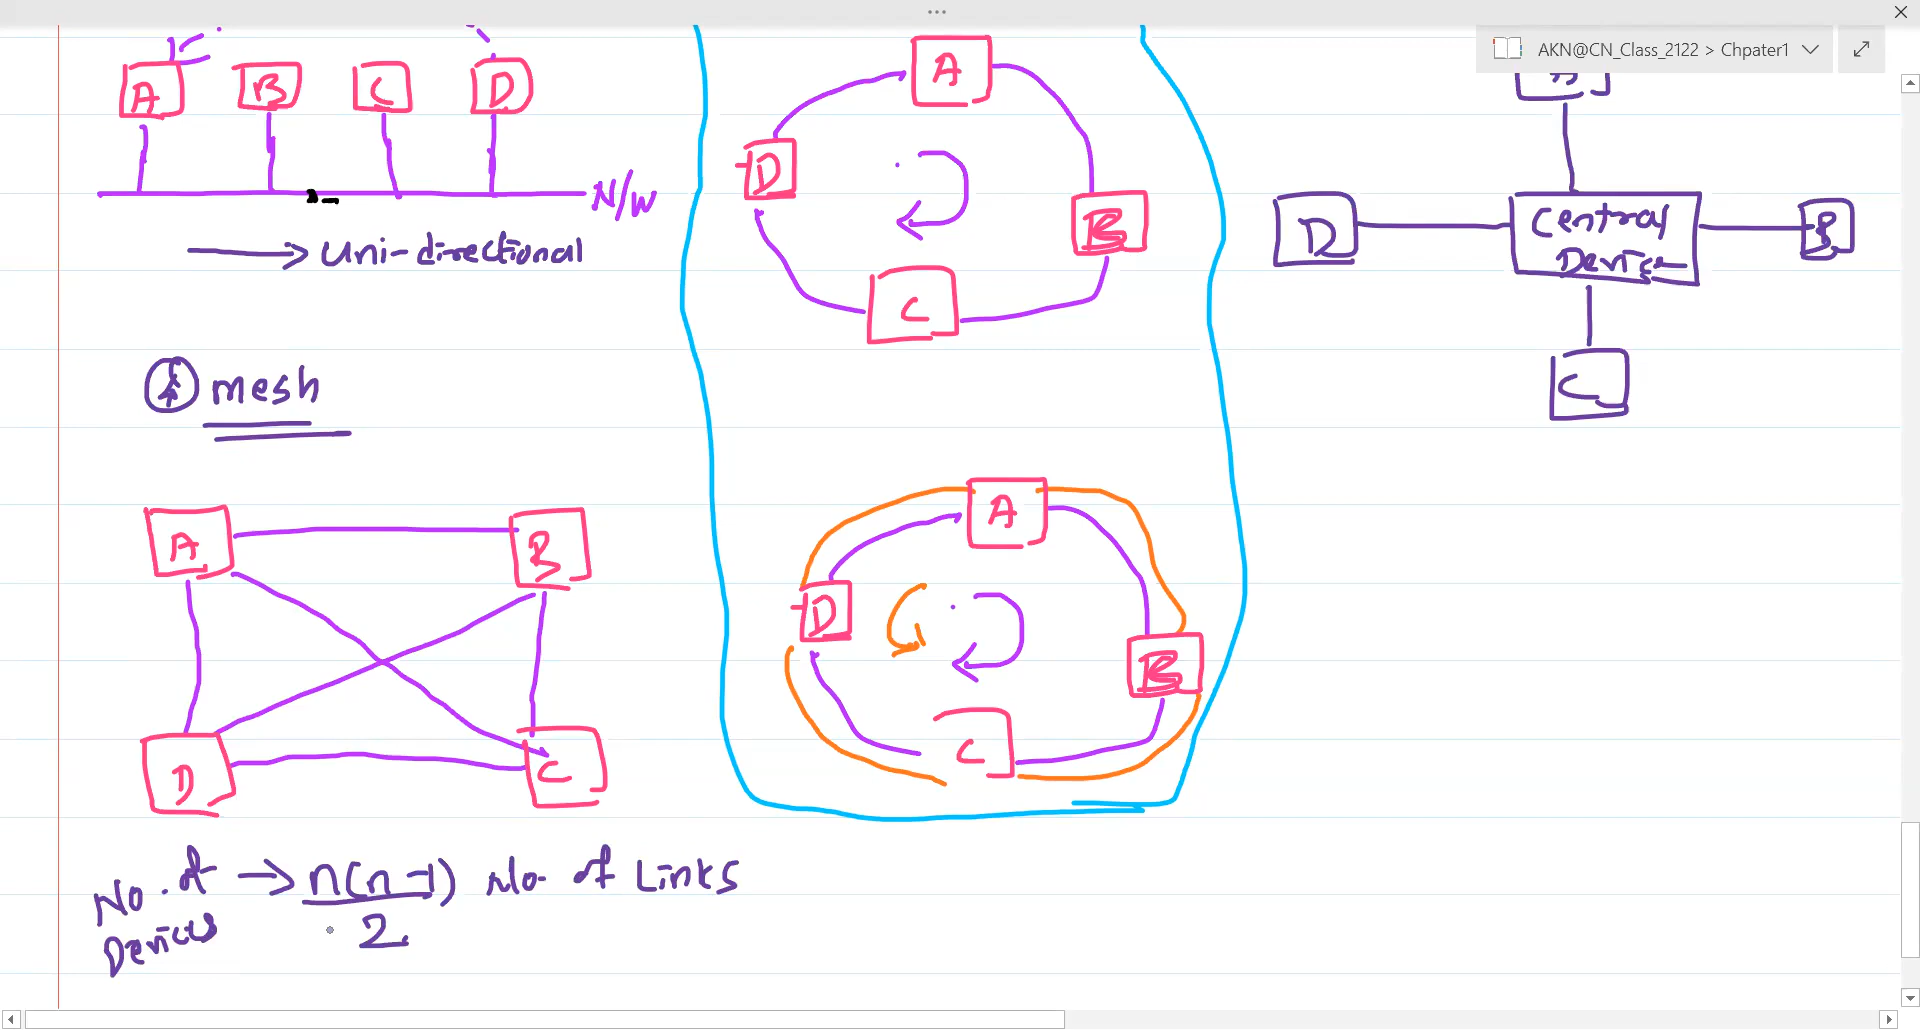 AKN@CN_Class_2122 > Chpater1
A B C D
N/W
uni-directional
A
D
B
C
D
Central
Device
B
C
④ mesh
A
B
D
C
A
D
B
C
No. of → n(n-1) No. of Links
Devices 2